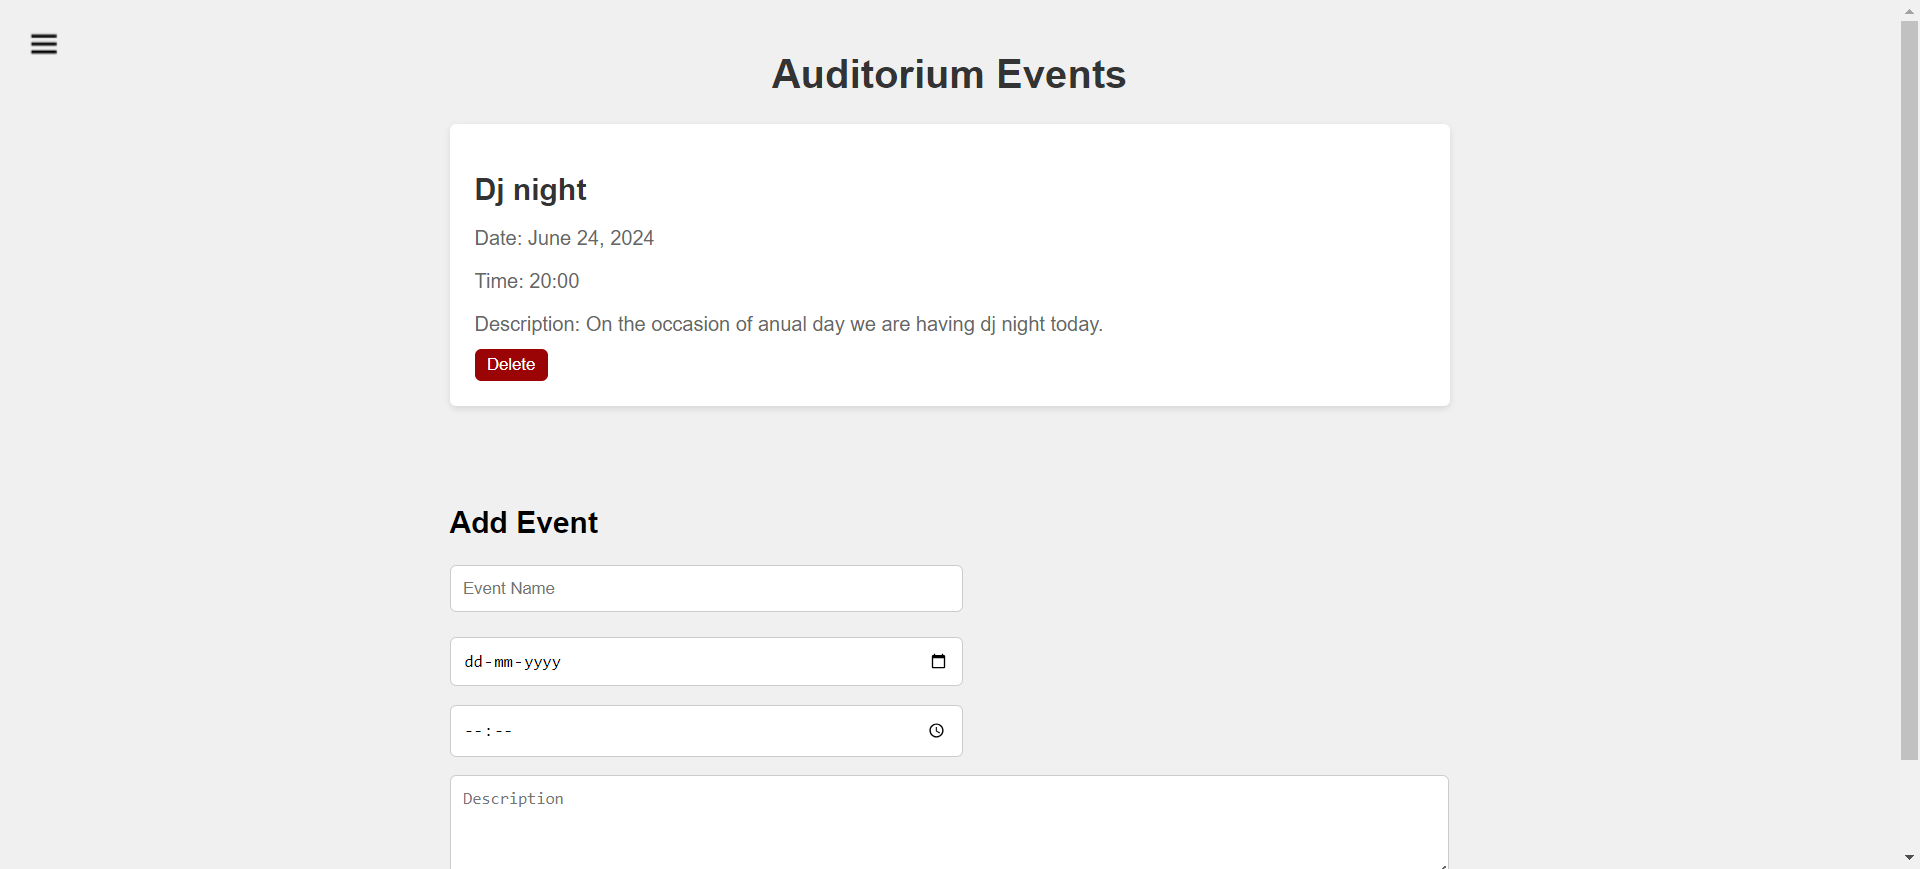 Auditorium Events
Dj night
Date: June 24, 2024
Time: 20:00
Description: On the occasion of anual day we are having dj night today.
Delete
Add Event
Event Name
dd-mm-yyyy
--:--
Description